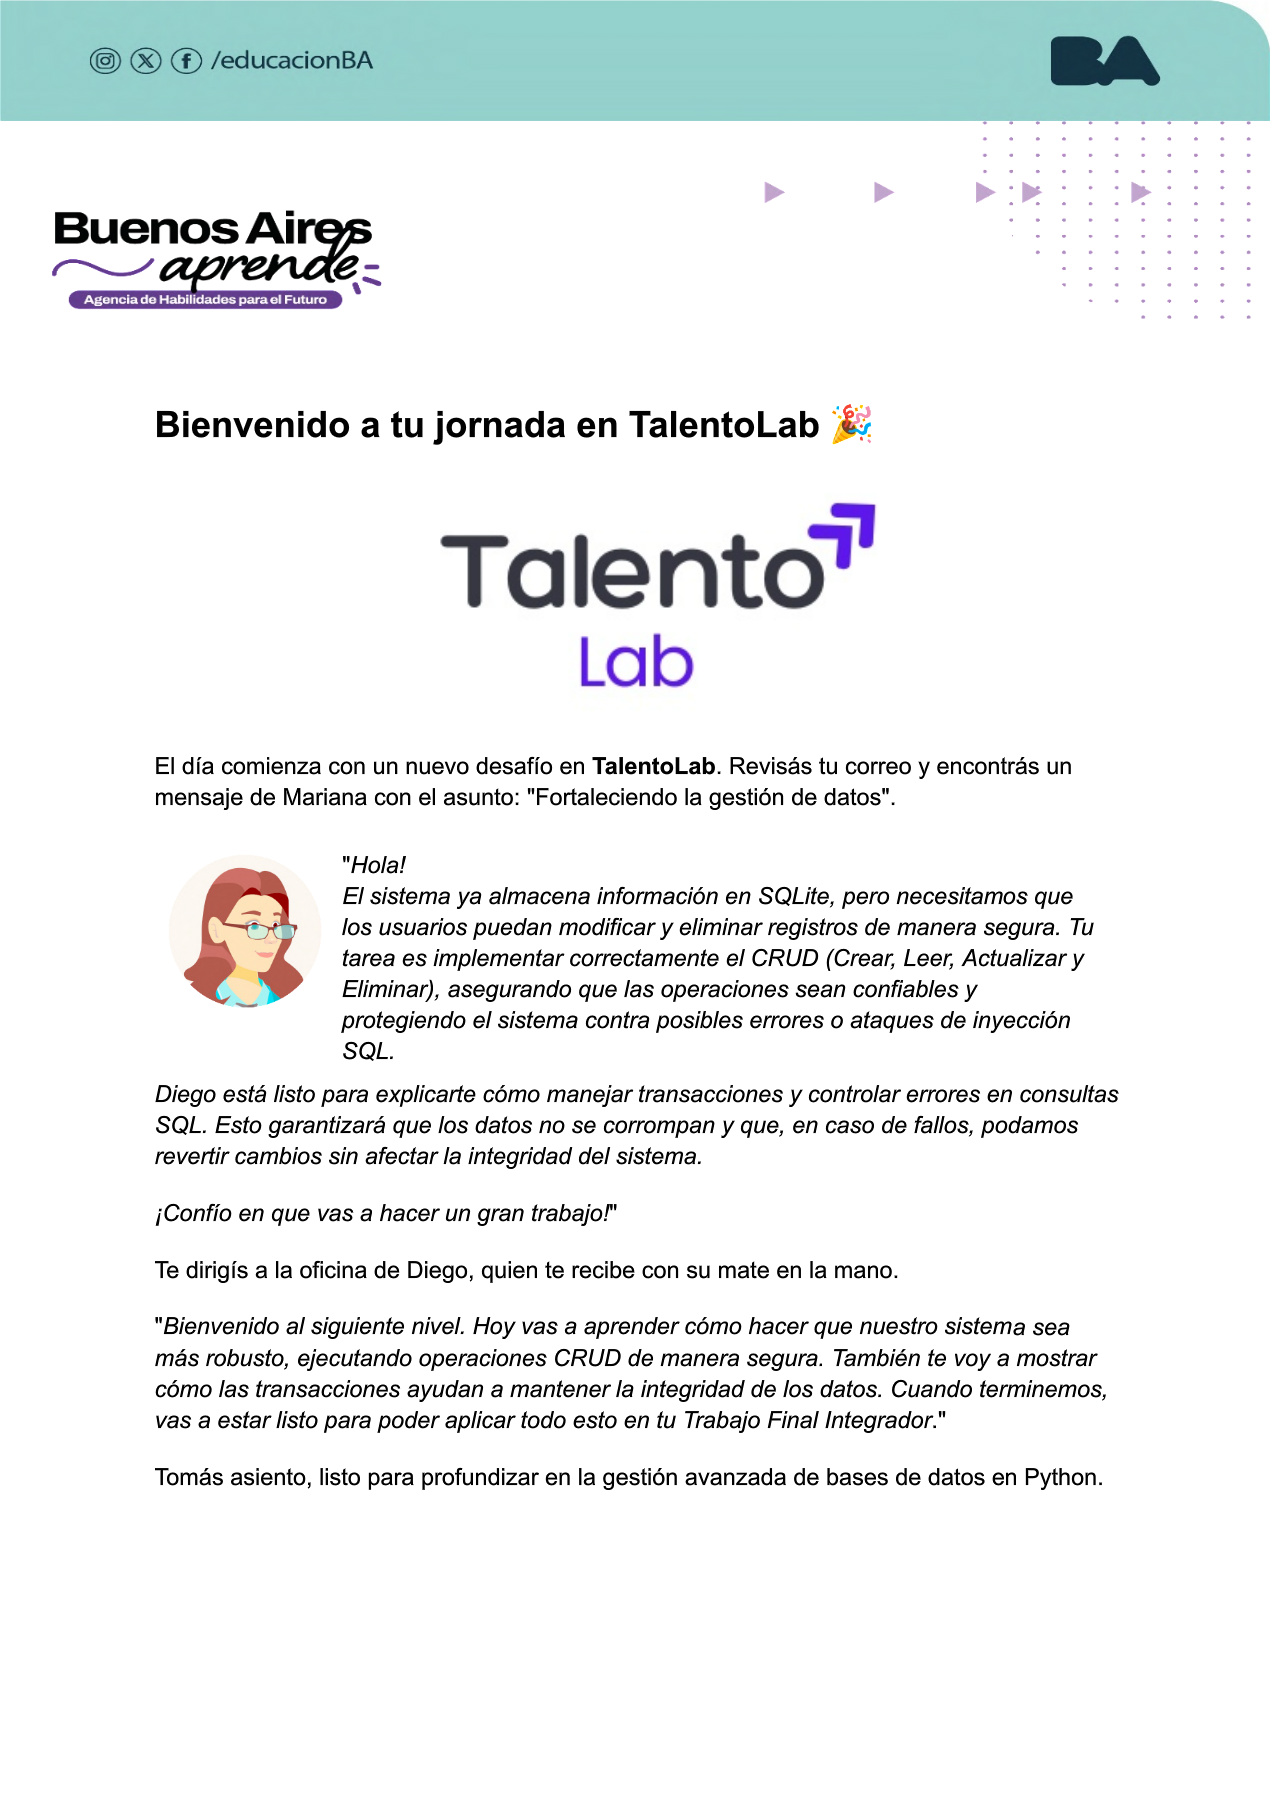 /educacionBA
BA
Buenos Aires
aprende
Agencia de Habilidades para el Futuro
Bienvenido a tu jornada en TalentoLab 🎉
Talento
Lab
El día comienza con un nuevo desafío en TalentoLab. Revisás tu correo y encontrás un
mensaje de Mariana con el asunto: "Fortaleciendo la gestión de datos".
"Hola!
El sistema ya almacena información en SQLite, pero necesitamos que
los usuarios puedan modificar y eliminar registros de manera segura. Tu
tarea es implementar correctamente el CRUD (Crear, Leer, Actualizar y
Eliminar), asegurando que las operaciones sean confiables y
protegiendo el sistema contra posibles errores o ataques de inyección
SQL.
Diego está listo para explicarte cómo manejar transacciones y controlar errores en consultas
SQL. Esto garantizará que los datos no se corrompan y que, en caso de fallos, podamos
revertir cambios sin afectar la integridad del sistema.
¡Confío en que vas a hacer un gran trabajo!"
Te dirigís a la oficina de Diego, quien te recibe con su mate en la mano.
"Bienvenido al siguiente nivel. Hoy vas a aprender cómo hacer que nuestro sistema sea
más robusto, ejecutando operaciones CRUD de manera segura. También te voy a mostrar
cómo las transacciones ayudan a mantener la integridad de los datos. Cuando terminemos,
vas a estar listo para poder aplicar todo esto en tu Trabajo Final Integrador."
Tomás asiento, listo para profundizar en la gestión avanzada de bases de datos en Python.